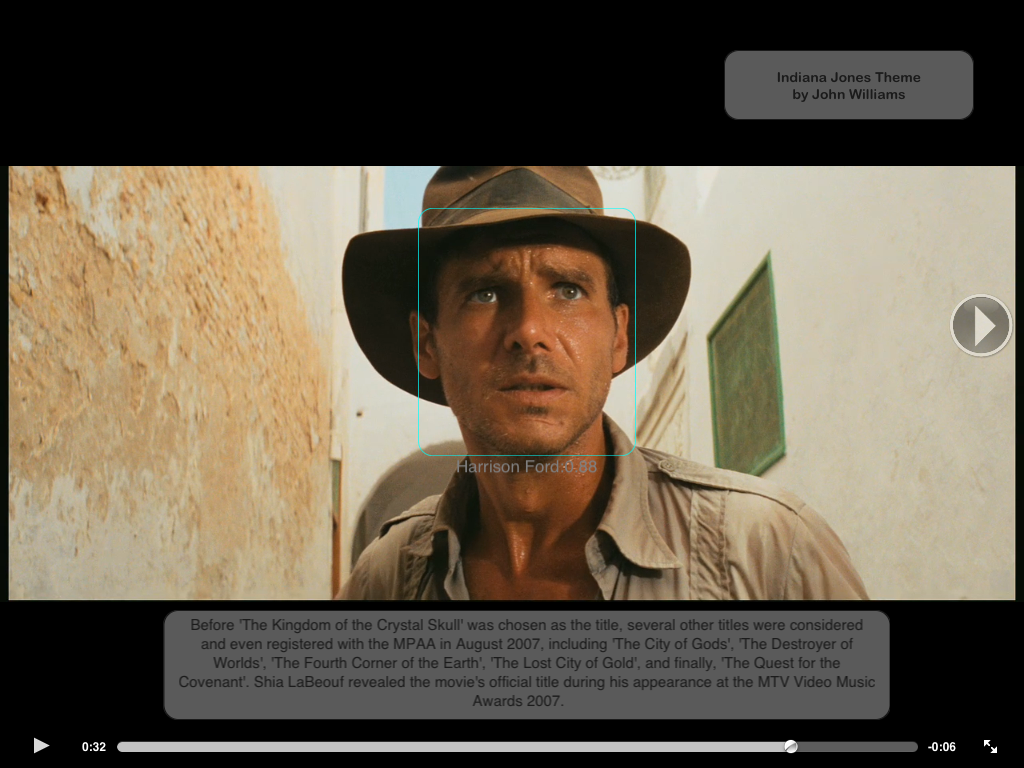 Indiana Jones Theme
by John Williams
Harrison Ford:0.88
Before 'The Kingdom of the Crystal Skull' was chosen as the title, several other titles were considered
and even registered with the MPAA in August 2007, including 'The City of Gods', 'The Destroyer of
Worlds', 'The Fourth Corner of the Earth', 'The Lost City of Gold', and finally, 'The Quest for the
Covenant'. Shia LaBeouf revealed the movie's official title during his appearance at the MTV Video Music
Awards 2007.
0:32
-0:06